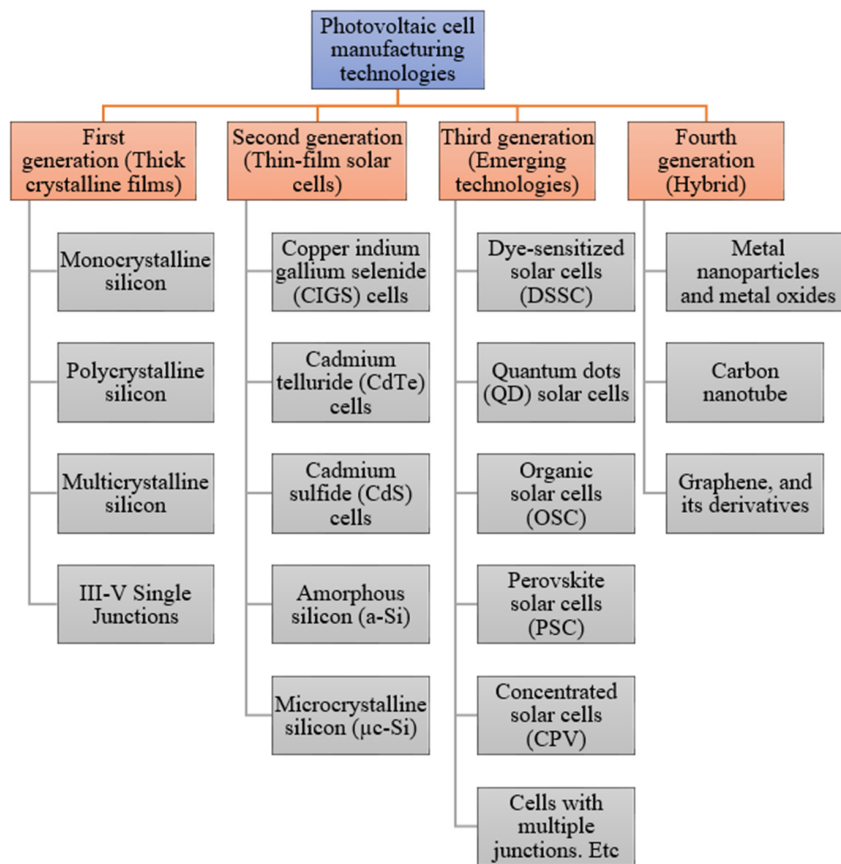 Photovoltaic cell
manufacturing
technologies
First
generation (Thick
crystalline films)
Monocrystalline
silicon
Polycrystalline
silicon
Multicrystalline
silicon
III-V Single
Junctions
Second generation
(Thin-film solar
cells)
Copper indium
gallium selenide
(CIGS) cells
Cadmium
telluride (CdTe)
cells
Cadmium
sulfide (CdS)
cells
Amorphous
silicon (a-Si)
Microcrystalline
silicon (μc-Si)
Third generation
(Emerging
technologies)
Dye-sensitized
solar cells
(DSSC)
Quantum dots
(QD) solar cells
Organic
solar cells
(OSC)
Perovskite
solar cells
(PSC)
Concentrated
solar cells
(CPV)
Cells with
multiple
junctions. Etc
Fourth
generation
(Hybrid)
Metal
nanoparticles
and metal oxides
Carbon
nanotube
Graphene, and
its derivatives